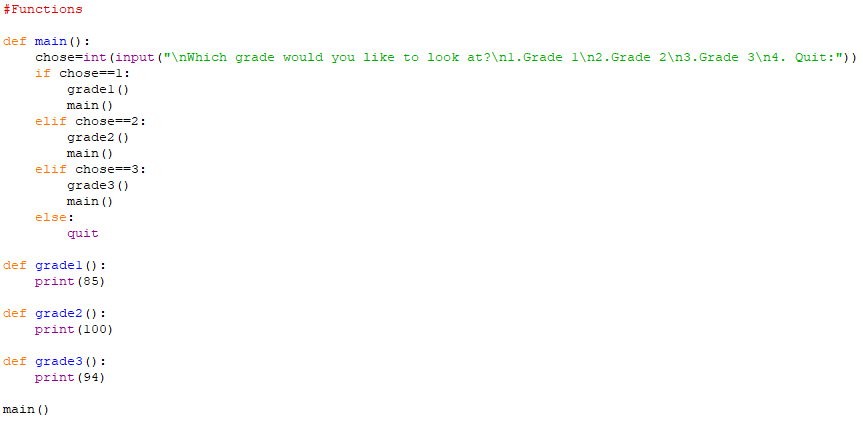 #Functions
def main():
    chose=int(input("\nWhich grade would you like to look at?\n1.Grade 1\n2.Grade 2\n3.Grade 3\n4. Quit:"))
    if chose==1:
        grade1()
        main()
    elif chose==2:
        grade2()
        main()
    elif chose==3:
        grade3()
        main()
    else:
        quit
def grade1():
    print(85)
def grade2():
    print(100)
def grade3():
    print(94)
main()